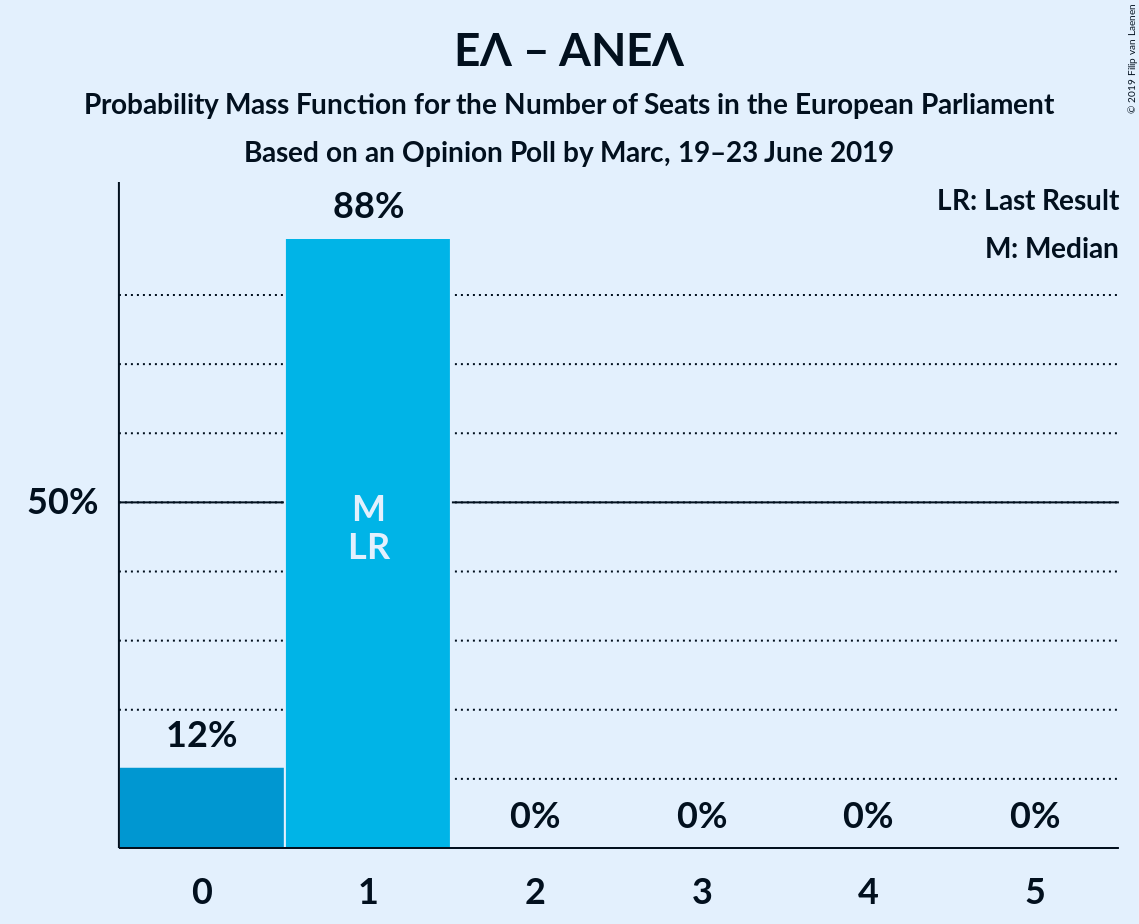 ΕΛ – ΑΝΕΛ
Probability Mass Function for the Number of Seats in the European Parliament
Based on an Opinion Poll by Marc, 19–23 June 2019
© 2019 Filip van Laenen
LR: Last Result
M: Median
88%
50%
M
LR
12%
0% 0% 0% 0%
0 1 2 3 4 5